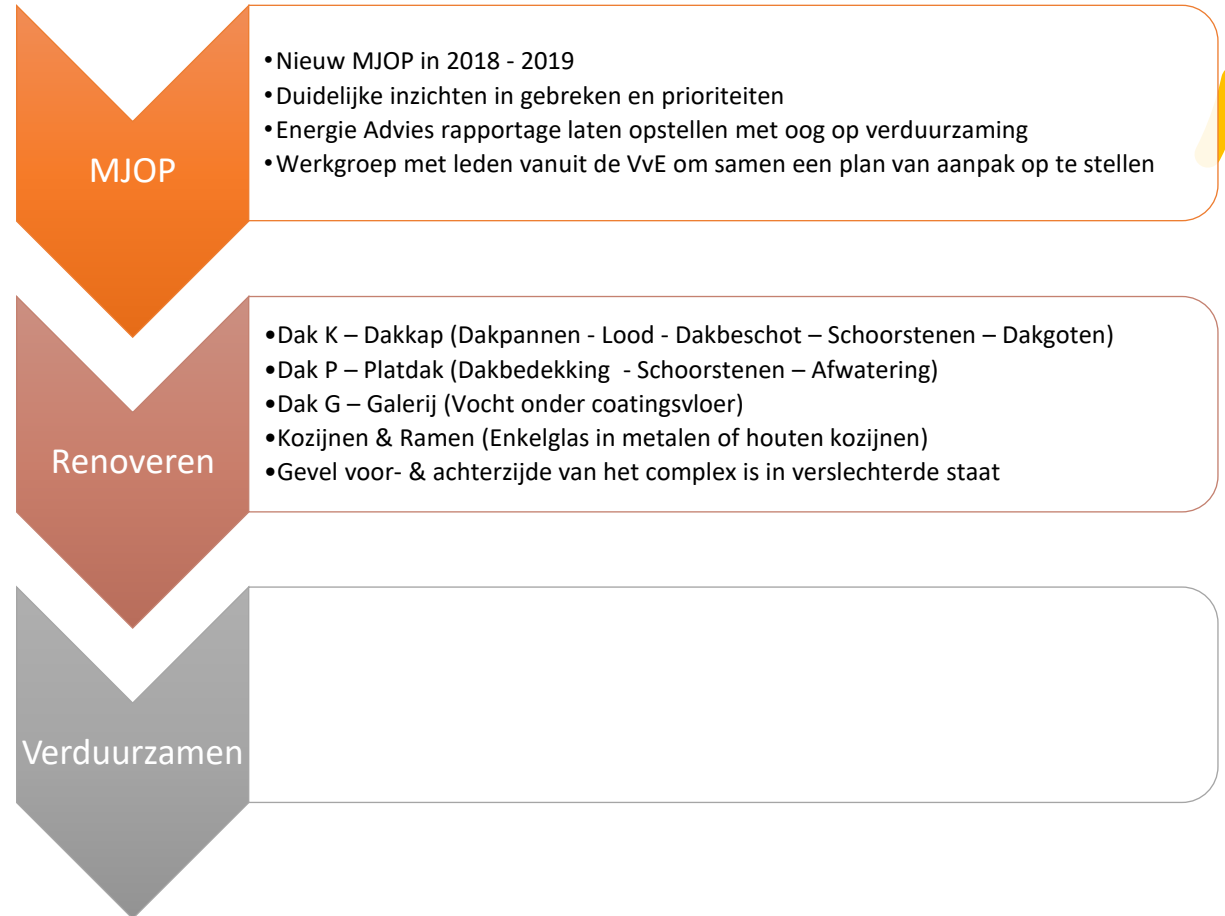 MJOP
•Nieuw MJOP in 2018 - 2019
•Duidelijke inzichten in gebreken en prioriteiten
•Energie Advies rapportage laten opstellen met oog op verduurzaming
•Werkgroep met leden vanuit de VvE om samen een plan van aanpak op te stellen
Renoveren
•Dak K – Dakkap (Dakpannen - Lood - Dakbeschot – Schoorstenen – Dakgoten)
•Dak P – Platdak (Dakbedekking - Schoorstenen – Afwatering)
•Dak G – Galerij (Vocht onder coatingsvloer)
•Kozijnen & Ramen (Enkelglas in metalen of houten kozijnen)
•Gevel voor- & achterzijde van het complex is in verslechterde staat
Verduurzamen